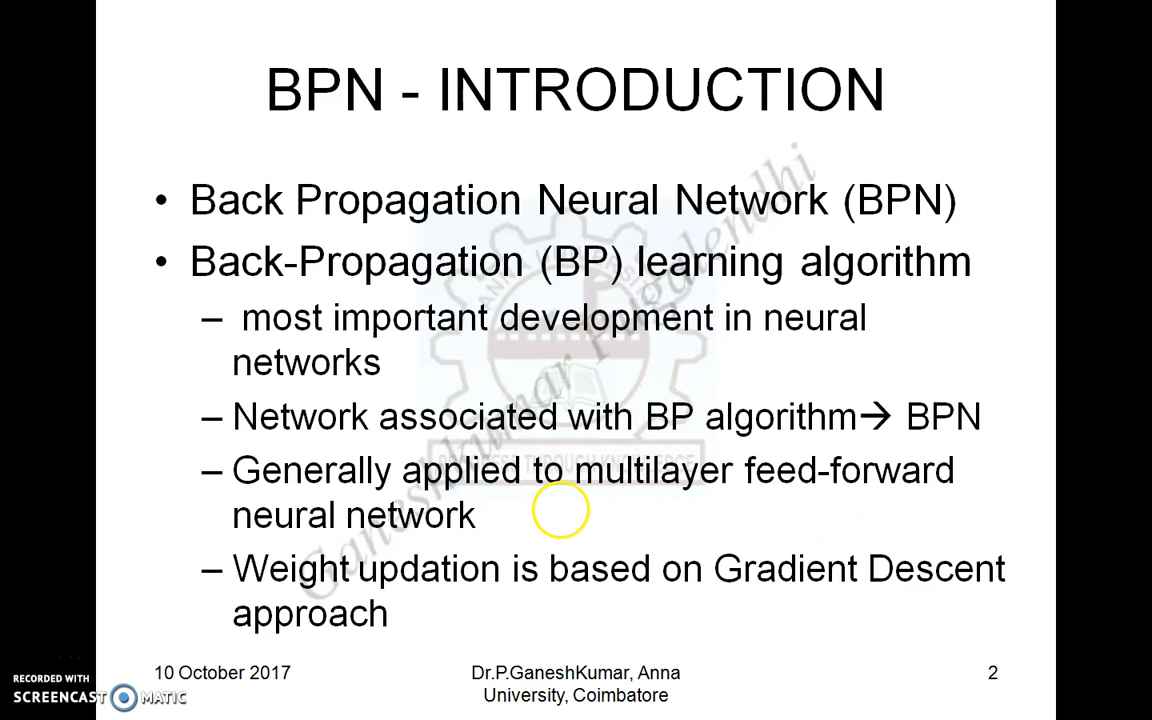 BPN - INTRODUCTION
• Back Propagation Neural Network (BPN)
• Back-Propagation (BP) learning algorithm
– most important development in neural
networks
– Network associated with BP algorithm→ BPN
– Generally applied to multilayer feed-forward
neural network
– Weight updation is based on Gradient Descent
approach
10 October 2017
Dr.P.GaneshKumar, Anna
University, Coimbatore
2
RECORDED WITH
SCREENCAST MATIC